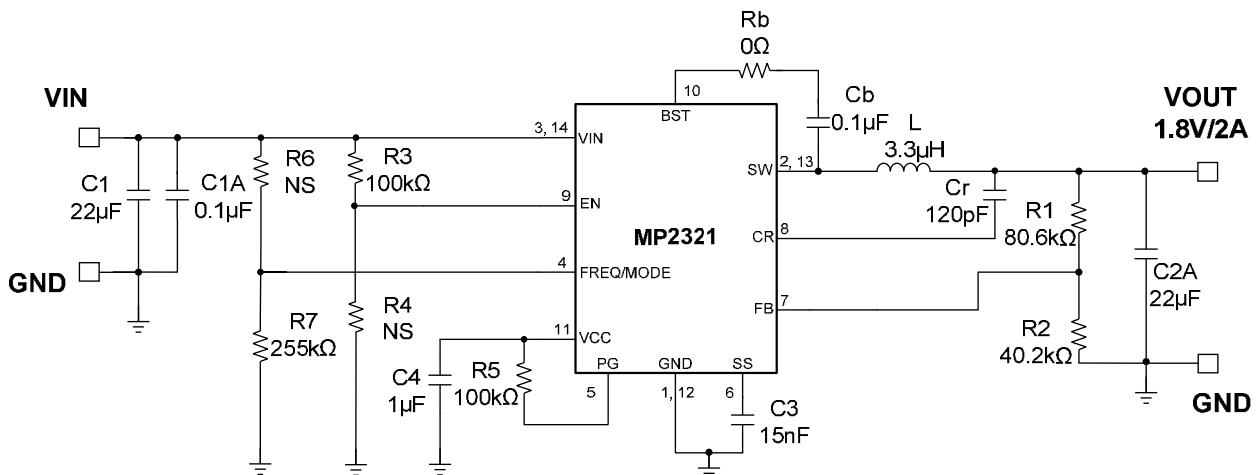 Rb
0Ω
10
BST
VIN
3, 14
VIN
Cb
0.1µF
L
3.3µH
VOUT
1.8V/2A
2, 13
SW
C1
22µF
C1A
0.1µF
R6
NS
R3
100kΩ
9
EN
MP2321
CR
8
Cr
120pF
R1
80.6kΩ
GND
4
FREQ/MODE
C2A
22µF
FB
7
R7
255kΩ
R4
NS
11
VCC
R2
40.2kΩ
C4
1µF
R5
100kΩ
PG
GND
SS
5
1, 12
6
C3
15nF
GND